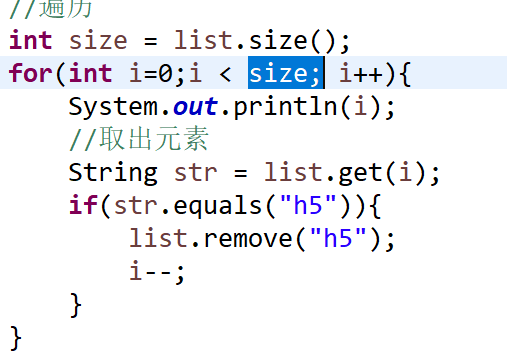 //遍历
int size = list.size();
for(int i=0;i < size; i++){
System.out.println(i);
//取出元素
String str = list.get(i);
if(str.equals("h5")){
list.remove("h5");
i--;
}
}